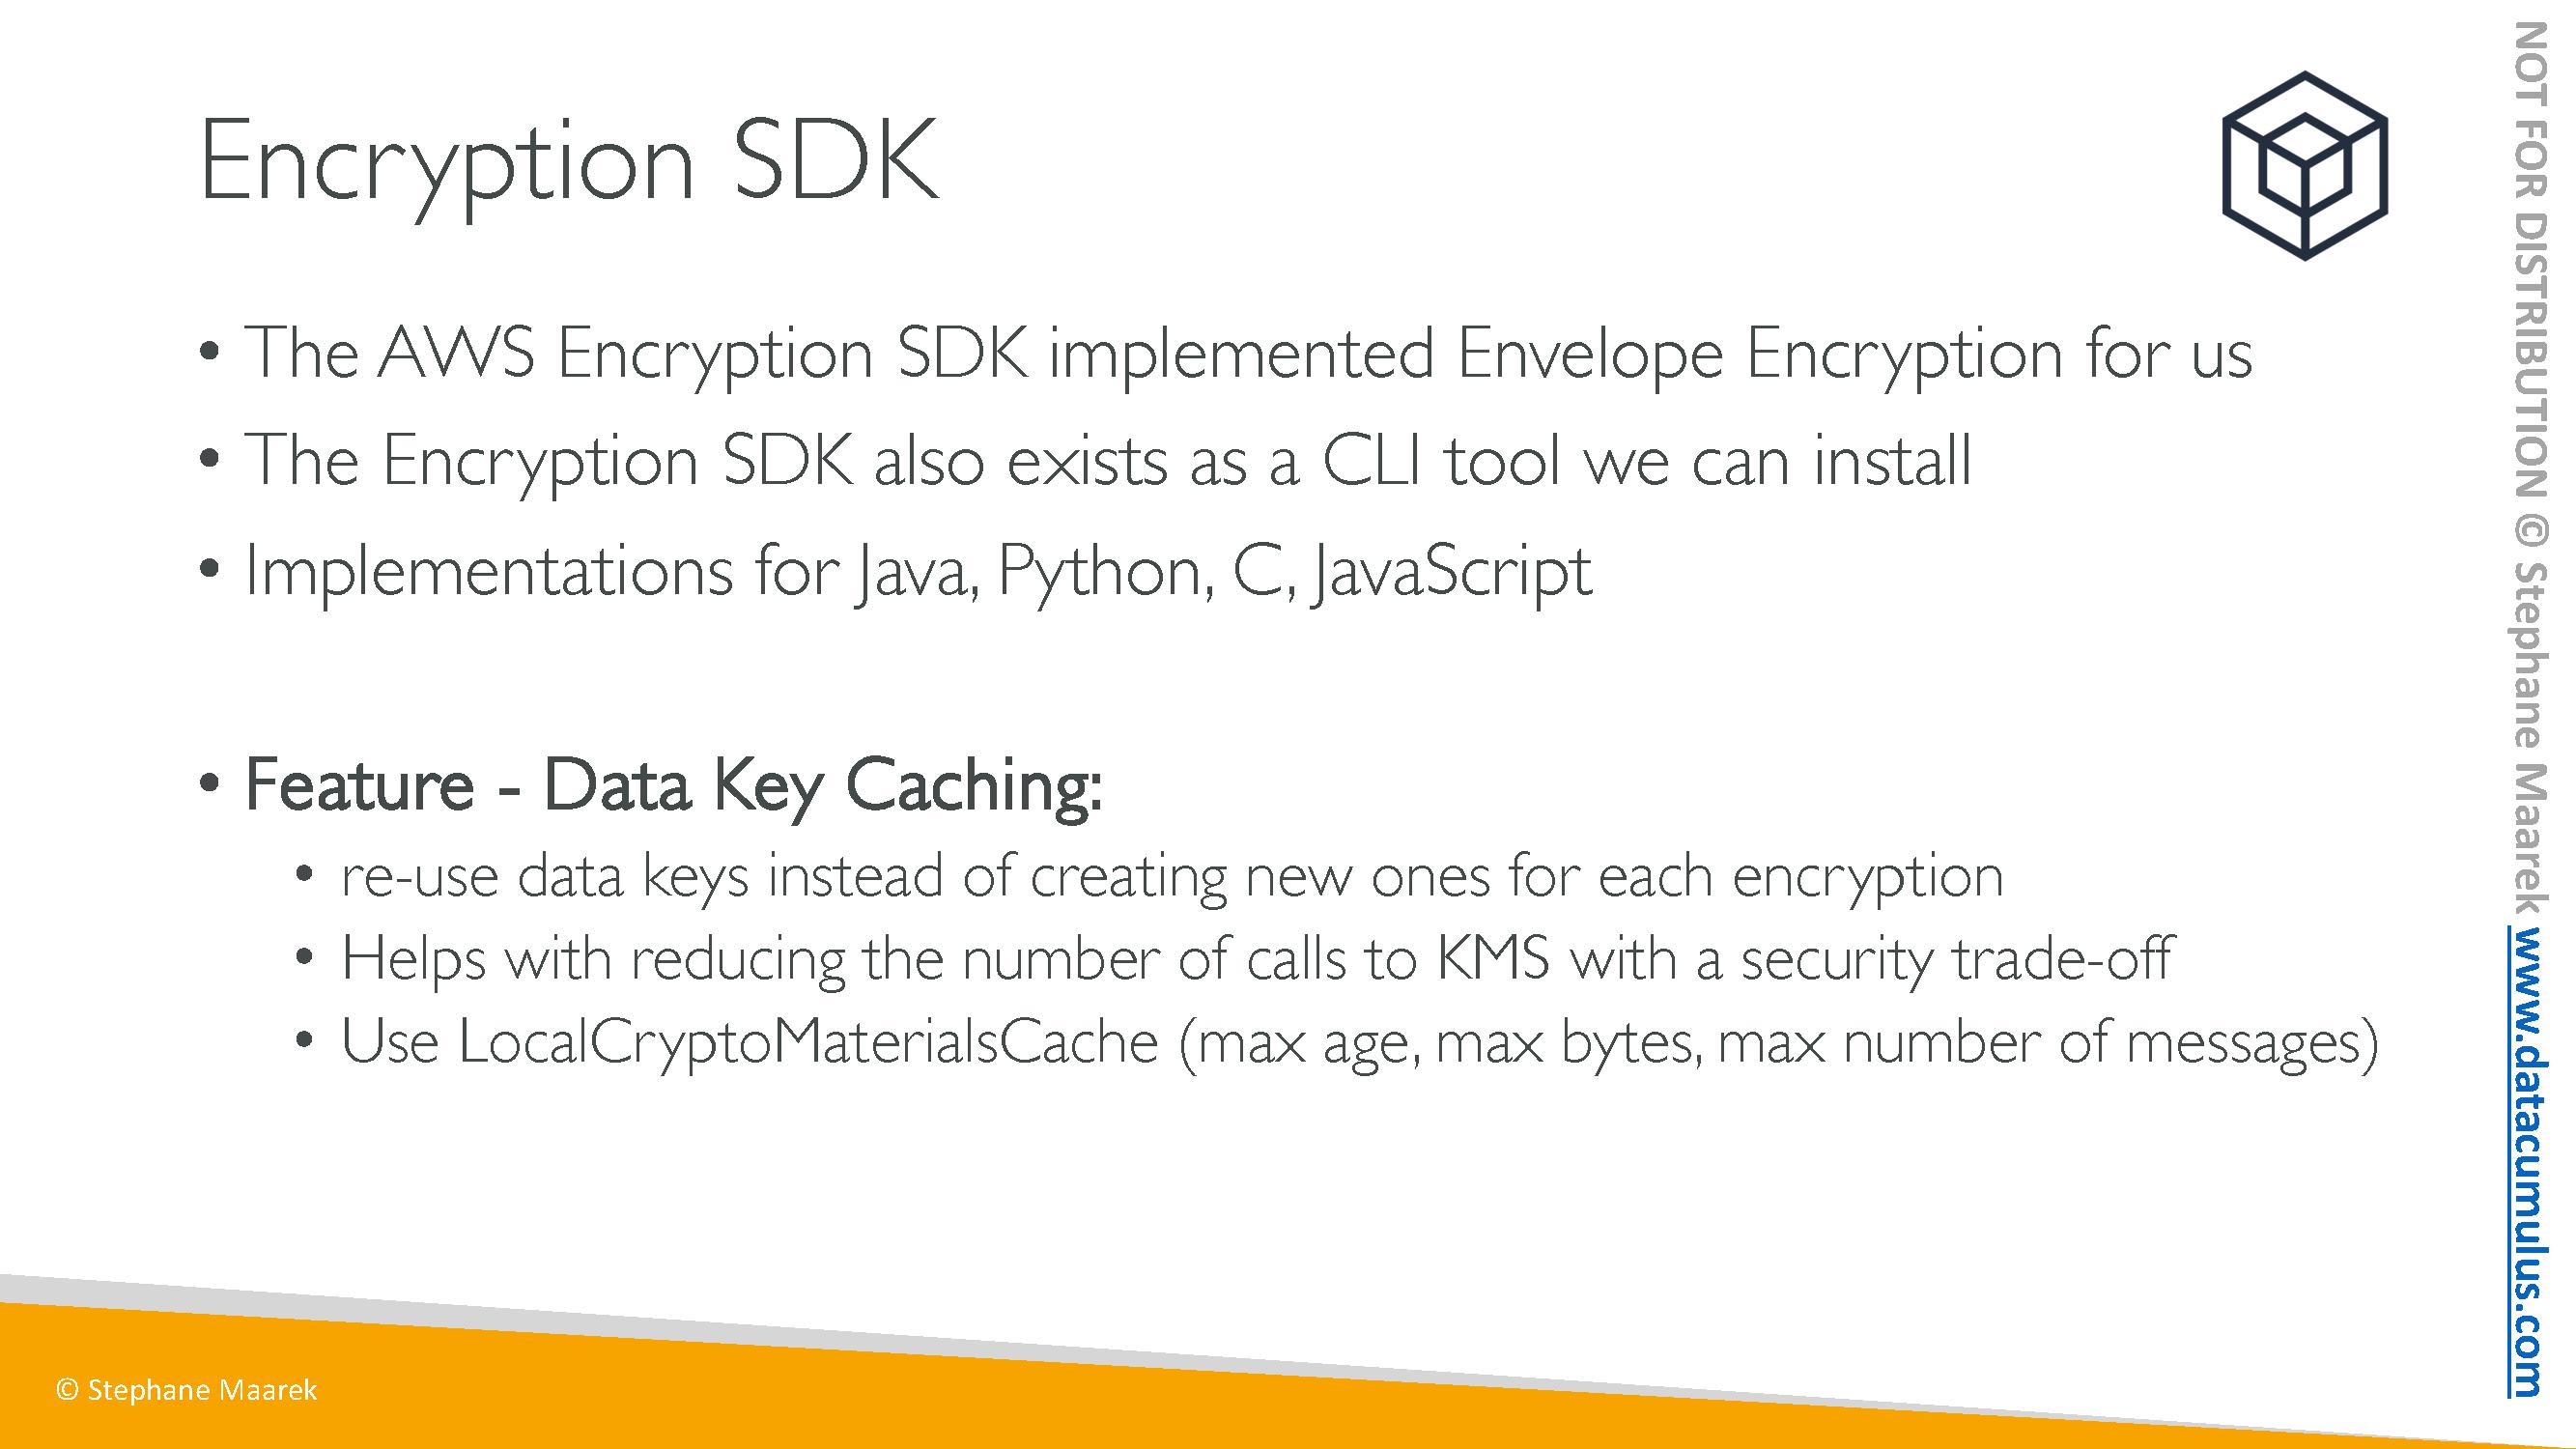 Encryption SDK
• The AWS Encryption SDK implemented Envelope Encryption for us
• The Encryption SDK also exists as a CLI tool we can install
• Implementations for Java, Python, C, JavaScript
• Feature - Data Key Caching:
• re-use data keys instead of creating new ones for each encryption
• Helps with reducing the number of calls to KMS with a security trade-off
• Use LocalCryptoMaterialsCache (max age, max bytes, max number of messages)
© Stephane Maarek
NOT FOR DISTRIBUTION © Stephane Maarek www.datacumulus.com